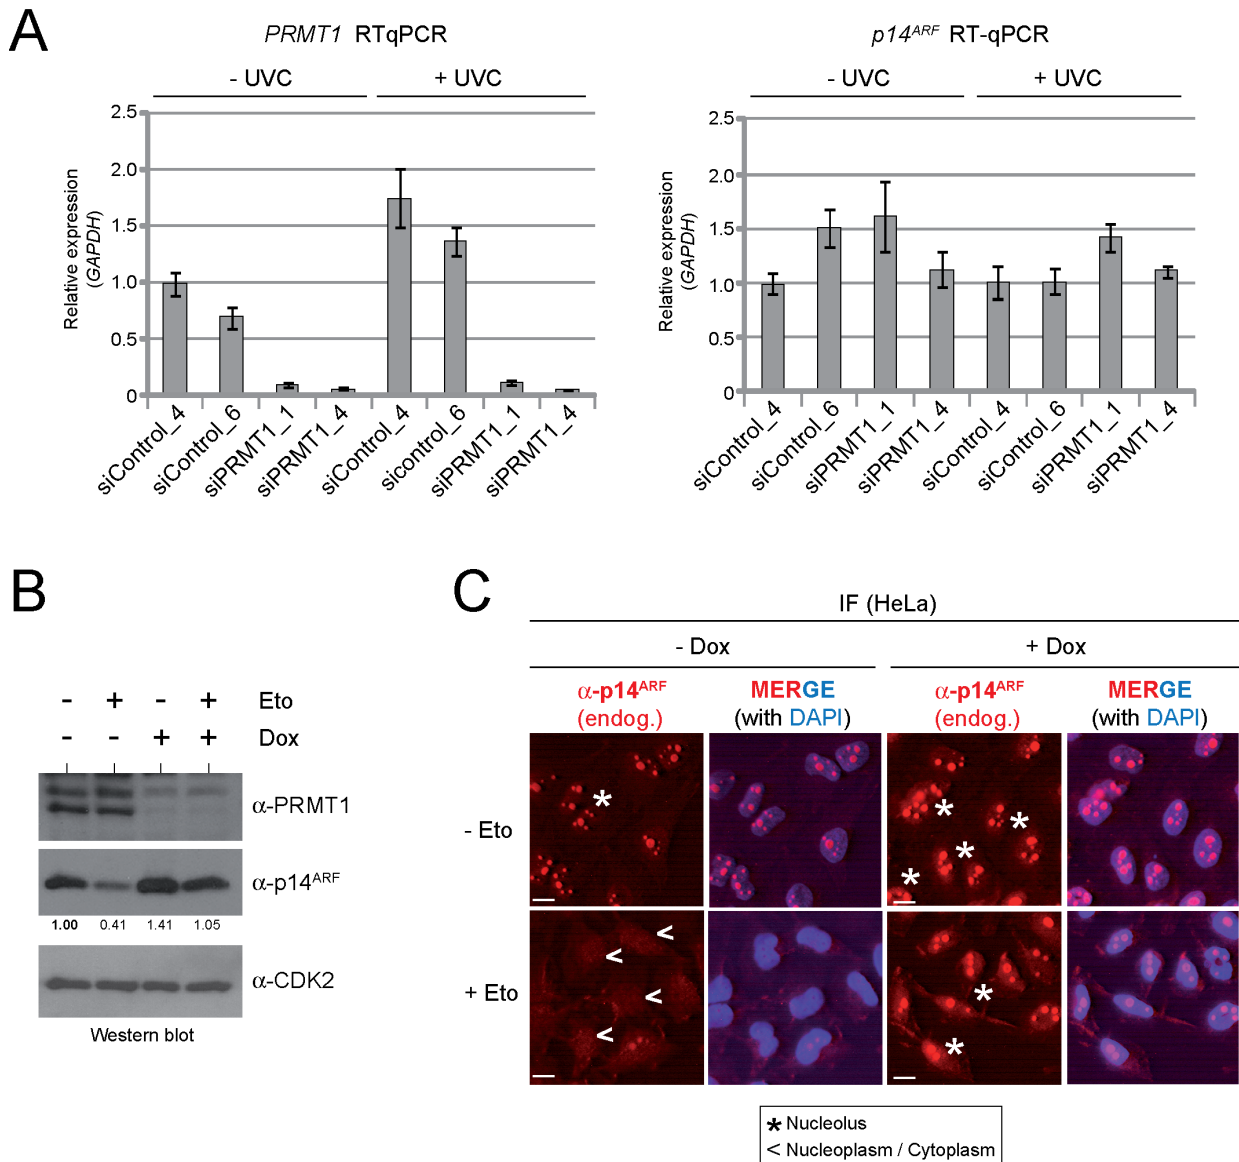 A
PRMT1 RTqPCR
- UVC
+ UVC
Relative expression
(GAPDH)
2.5
2.0
1.5
1.0
0.5
0
siControl_4
siControl_6
siPRMT1_1
siPRMT1_4
siControl_4
sicontrol_6
siPRMT1_1
siPRMT1_4
p14ARF RT-qPCR
- UVC
+ UVC
Relative expression
(GAPDH)
2.5
2.0
1.5
1.0
0.5
0
siControl_4
siControl_6
siPRMT1_1
siPRMT1_4
siControl_4
siControl_6
siPRMT1_1
siPRMT1_4
B
- + - + Eto
- - + + Dox
α-PRMT1
α-p14ARF
1.00 0.41 1.41 1.05
α-CDK2
Western blot
C
IF (HeLa)
- Dox
+ Dox
α-p14ARF
(endog.)
MERGE
(with DAPI)
α-p14ARF
(endog.)
MERGE
(with DAPI)
- Eto
* * * * *
+ Eto
< < < < * *
* Nucleolus
< Nucleoplasm / Cytoplasm